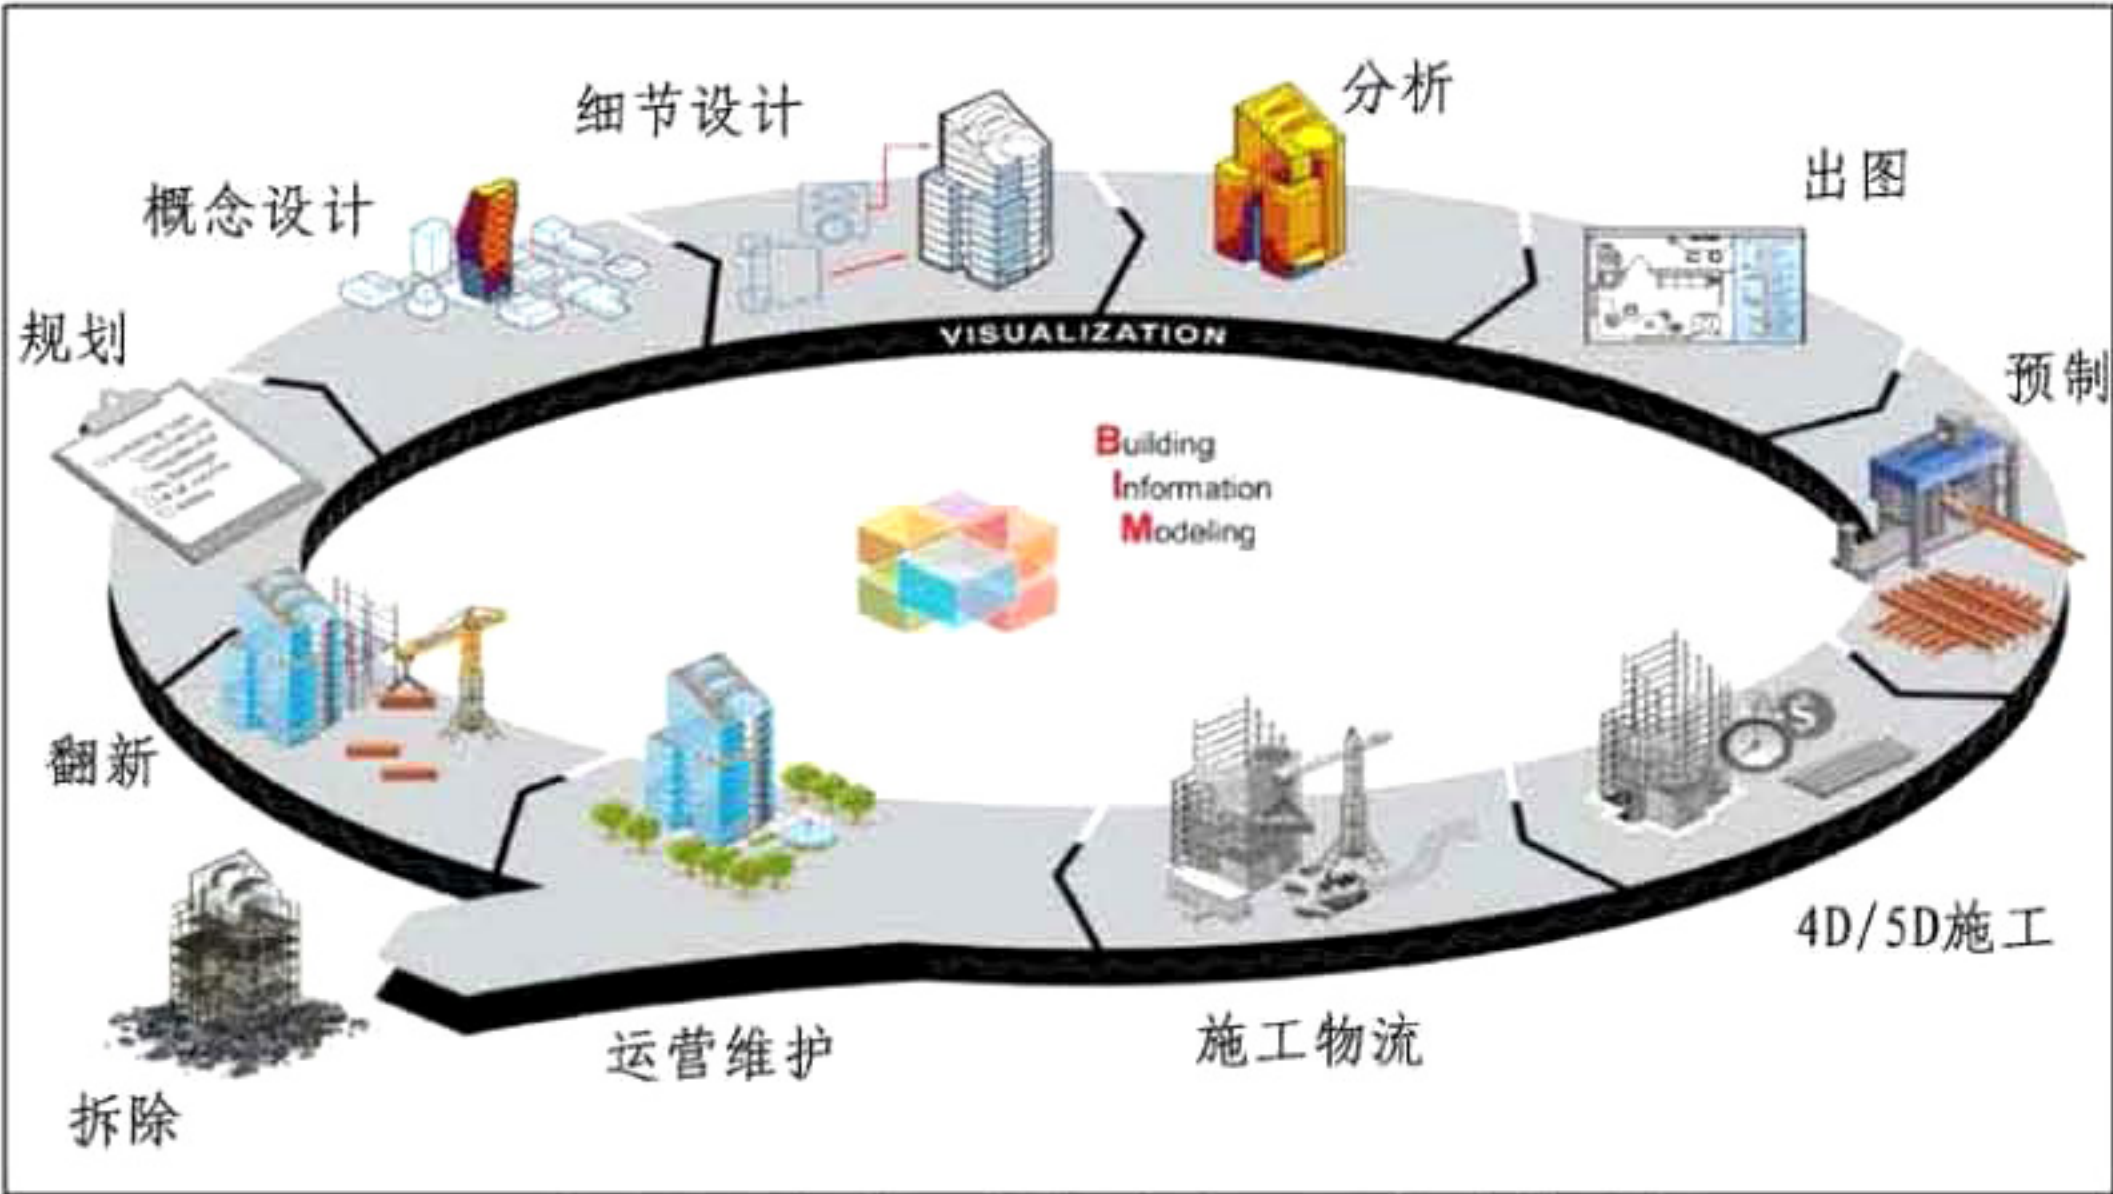 细节设计
分析
出图
概念设计
规划
VISUALIZATION
预制
Building
Information
Modeling
翻新
4D/5D施工
施工物流
运营维护
拆除